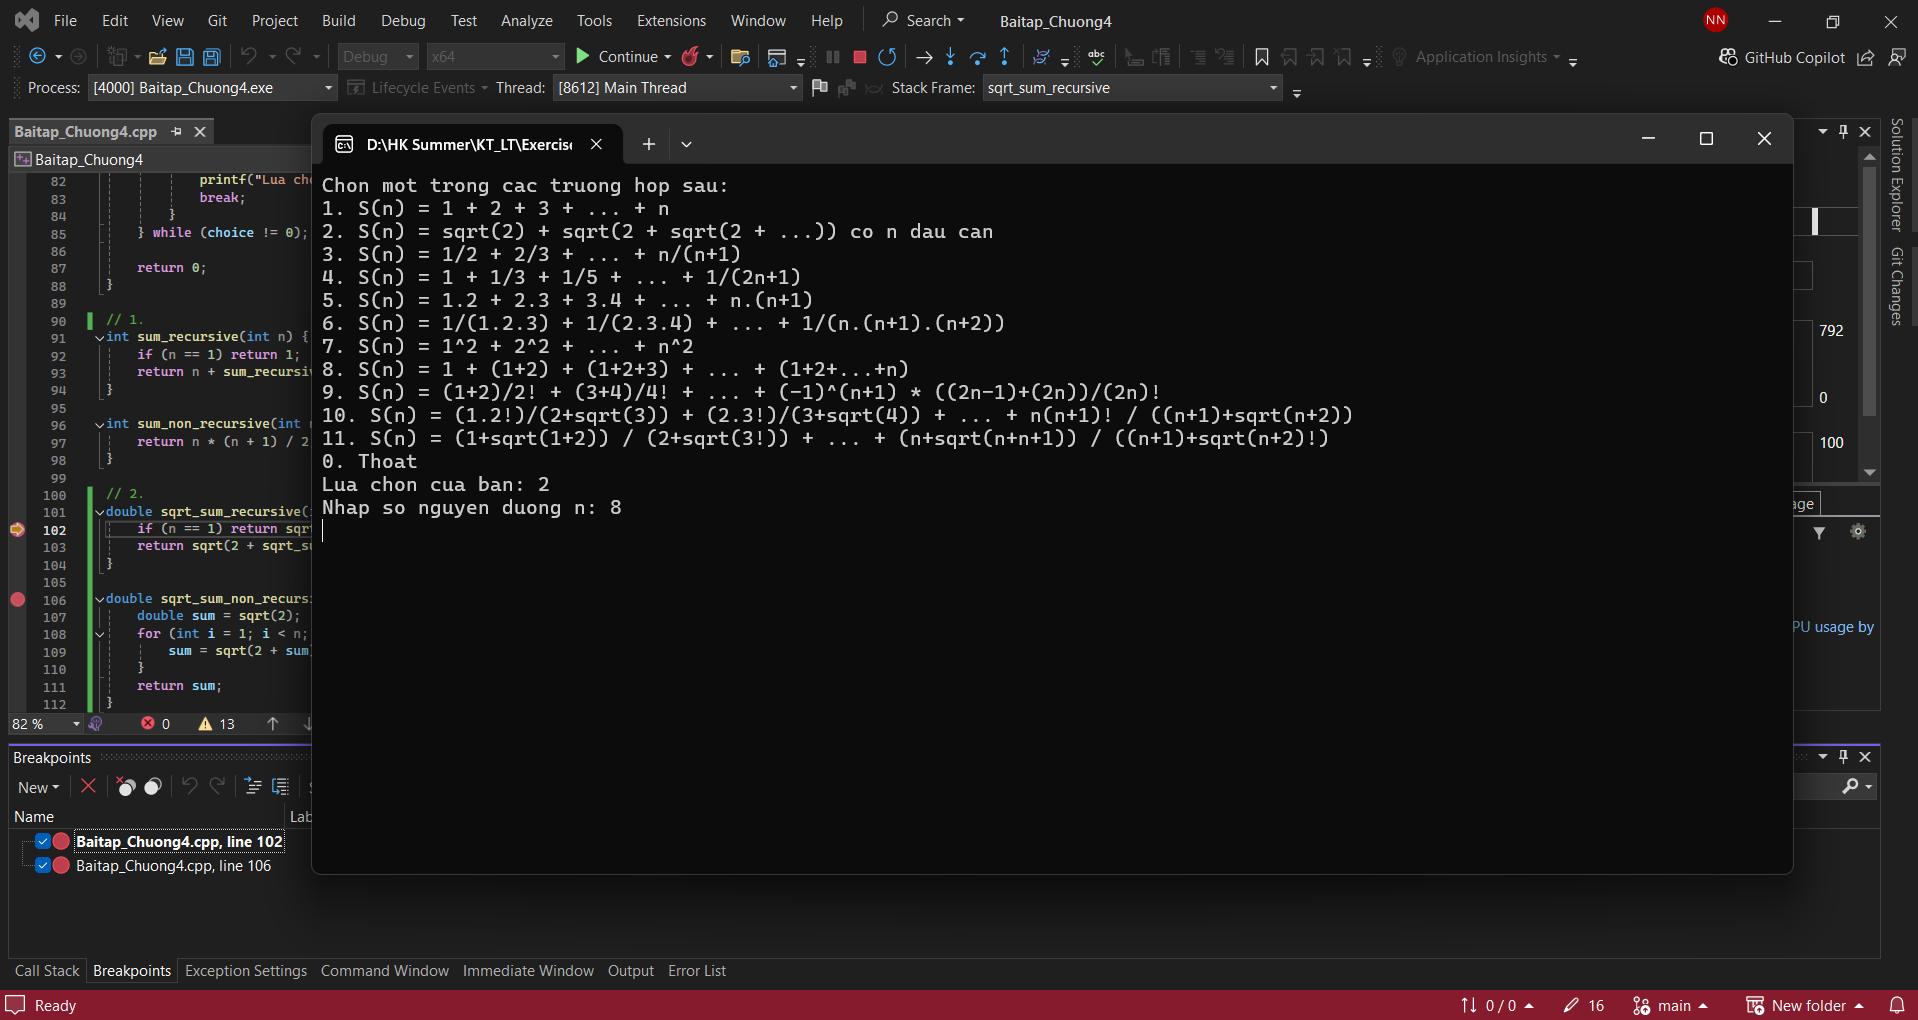 File Edit View Git Project Build Debug Test Analyze Tools Extensions Window Help Search Baitap_Chuong4 NN
Debug x64 Continue Application Insights GitHub Copilot
Process: [4000] Baitap_Chuong4.exe Lifecycle Events Thread: [8612] Main Thread Stack Frame: sqrt_sum_recursive
Baitap_Chuong4.cpp
Baitap_Chuong4
82 printf("Lua
83 break;
84 }
85 } while (choice != 0);
86
87 return 0;
88 }
89
90 // 1.
91 int sum_recursive(int n) {
92 if (n == 1) return 1;
93 return n + sum_recursiv
94 }
95
96 int sum_non_recursive(int
97 return n * (n + 1) / 2
98 }
99
100 // 2.
101 double sqrt_sum_recursive(
102 if (n == 1) return sqr
103 return sqrt(2 + sqrt_s
104 }
105
106 double sqrt_sum_non_recurs
107 double sum = sqrt(2);
108 for (int i = 1; i < n;
109 sum = sqrt(2 + sum
110 }
111 return sum;
112 }
82 % 0 13
D:\HK Summer\KT_LT\Exercis
Chon mot trong cac truong hop sau:
1. S(n) = 1 + 2 + 3 + ... + n
2. S(n) = sqrt(2) + sqrt(2 + sqrt(2 + ...)) co n dau can
3. S(n) = 1/2 + 2/3 + ... + n/(n+1)
4. S(n) = 1 + 1/3 + 1/5 + ... + 1/(2n+1)
5. S(n) = 1.2 + 2.3 + 3.4 + ... + n.(n+1)
6. S(n) = 1/(1.2.3) + 1/(2.3.4) + ... + 1/(n.(n+1).(n+2))
7. S(n) = 1^2 + 2^2 + ... + n^2
8. S(n) = 1 + (1+2) + (1+2+3) + ... + (1+2+...+n)
9. S(n) = (1+2)/2! + (3+4)/4! + ... + (-1)^(n+1) * ((2n-1)+(2n))/(2n)!
10. S(n) = (1.2!)/(2+sqrt(3)) + (2.3!)/(3+sqrt(4)) + ... + n(n+1)! / ((n+1)+sqrt(n+2))
11. S(n) = (1+sqrt(1+2)) / (2+sqrt(3!)) + ... + (n+sqrt(n+n+1)) / ((n+1)+sqrt(n+2)!)
0. Thoat
Lua chon cua ban: 2
Nhap so nguyen duong n: 8
Solution Explorer
Git Changes
792
0
100
age
PU usage by
Breakpoints
New
Name Lab
Baitap_Chuong4.cpp, line 102
Baitap_Chuong4.cpp, line 106
Call Stack Breakpoints Exception Settings Command Window Immediate Window Output Error List
Ready 0 / 0 16 main New folder